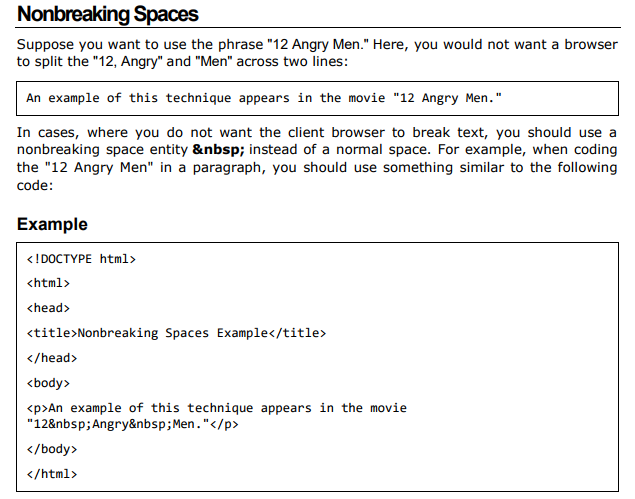 Nonbreaking Spaces
Suppose you want to use the phrase "12 Angry Men." Here, you would not want a browser
to split the "12, Angry" and "Men" across two lines:
An example of this technique appears in the movie "12 Angry Men."
In cases, where you do not want the client browser to break text, you should use a
nonbreaking space entity &nbsp; instead of a normal space. For example, when coding
the "12 Angry Men" in a paragraph, you should use something similar to the following
code:
Example
<!DOCTYPE html>
<html>
<head>
<title>Nonbreaking Spaces Example</title>
</head>
<body>
<p>An example of this technique appears in the movie
"12&nbsp;Angry&nbsp;Men."</p>
</body>
</html>